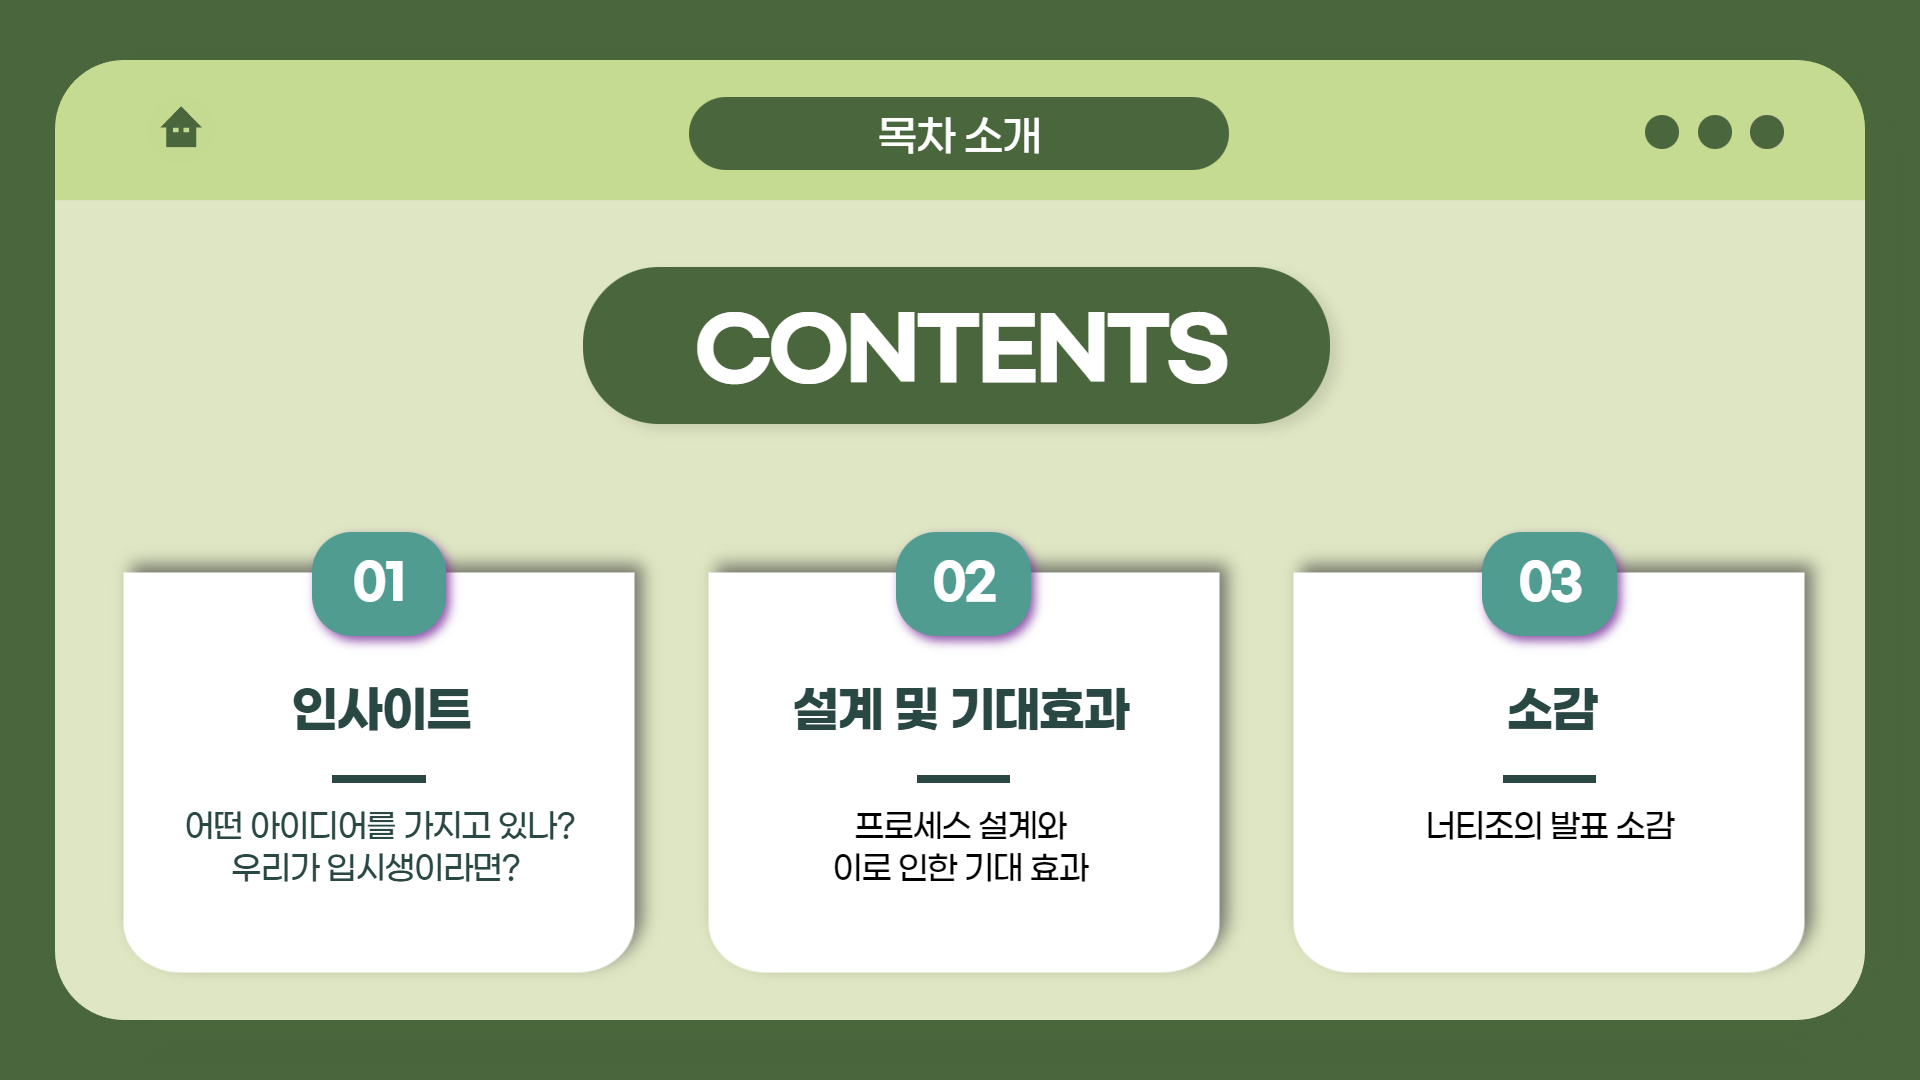 목차 소개
CONTENTS
01
인사이트
어떤 아이디어를 가지고 있나?
우리가 입시생이라면?
02
설계 및 기대효과
프로세스 설계와
이로 인한 기대 효과
03
소감
너티조의 발표 소감